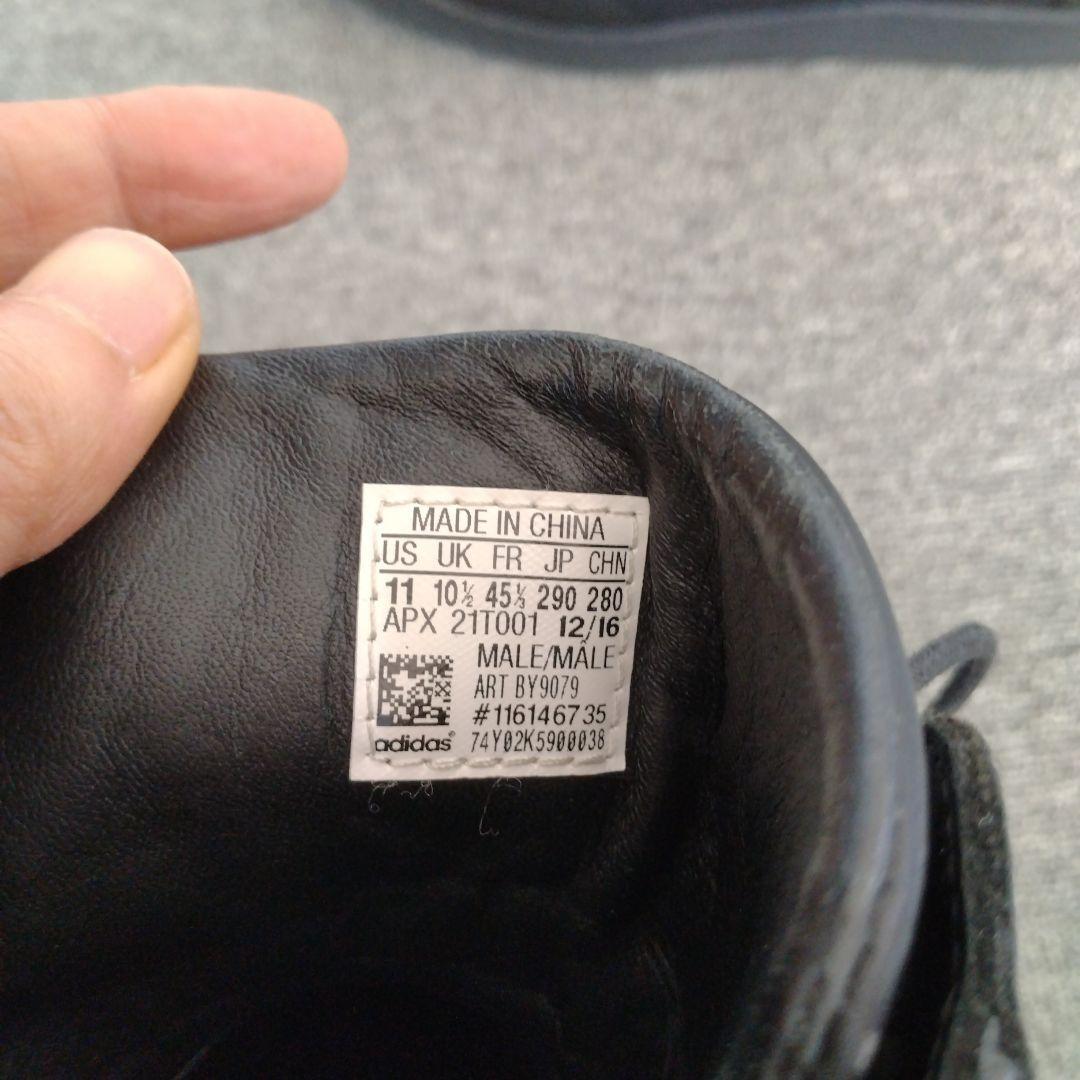 MADE IN CHINA
US UK FR JP CHN
11 10½ 45⅓ 290 280
APX 21T001 12/16
MALE/MÂLE
ART BY9079
#116146735
adidas® 74Y02K5900038